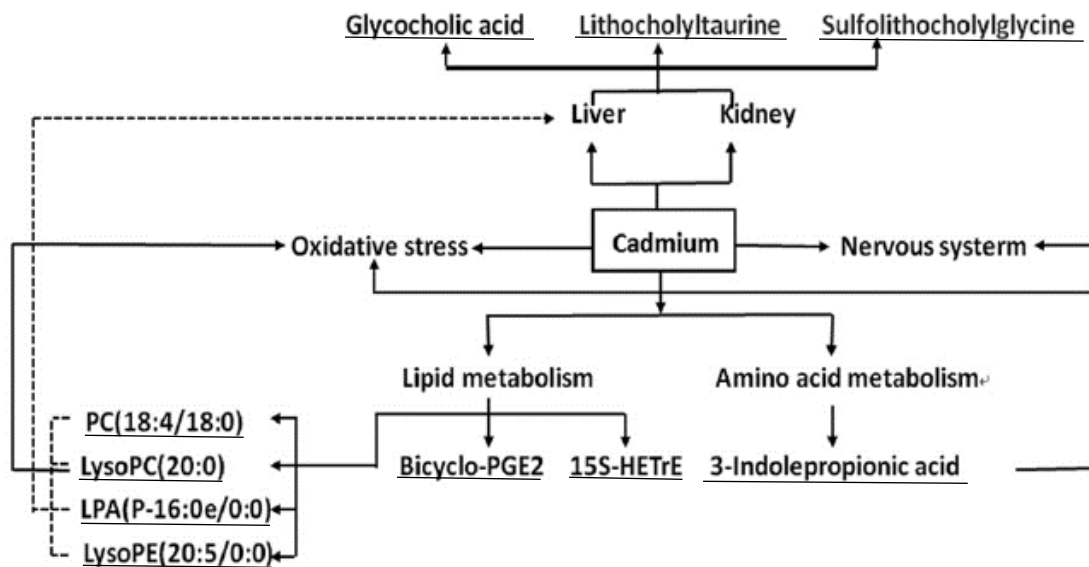 Glycocholic acid Lithocholyltaurine Sulfolithocholylglycine
Liver Kidney
Oxidative stress Cadmium Nervous systerm
Lipid metabolism Amino acid metabolism↵
PC(18:4/18:0)
LysoPC(20:0) Bicyclo-PGE2 15S-HETrE 3-Indolepropionic acid
LPA(P-16:0e/0:0)
LysoPE(20:5/0:0)